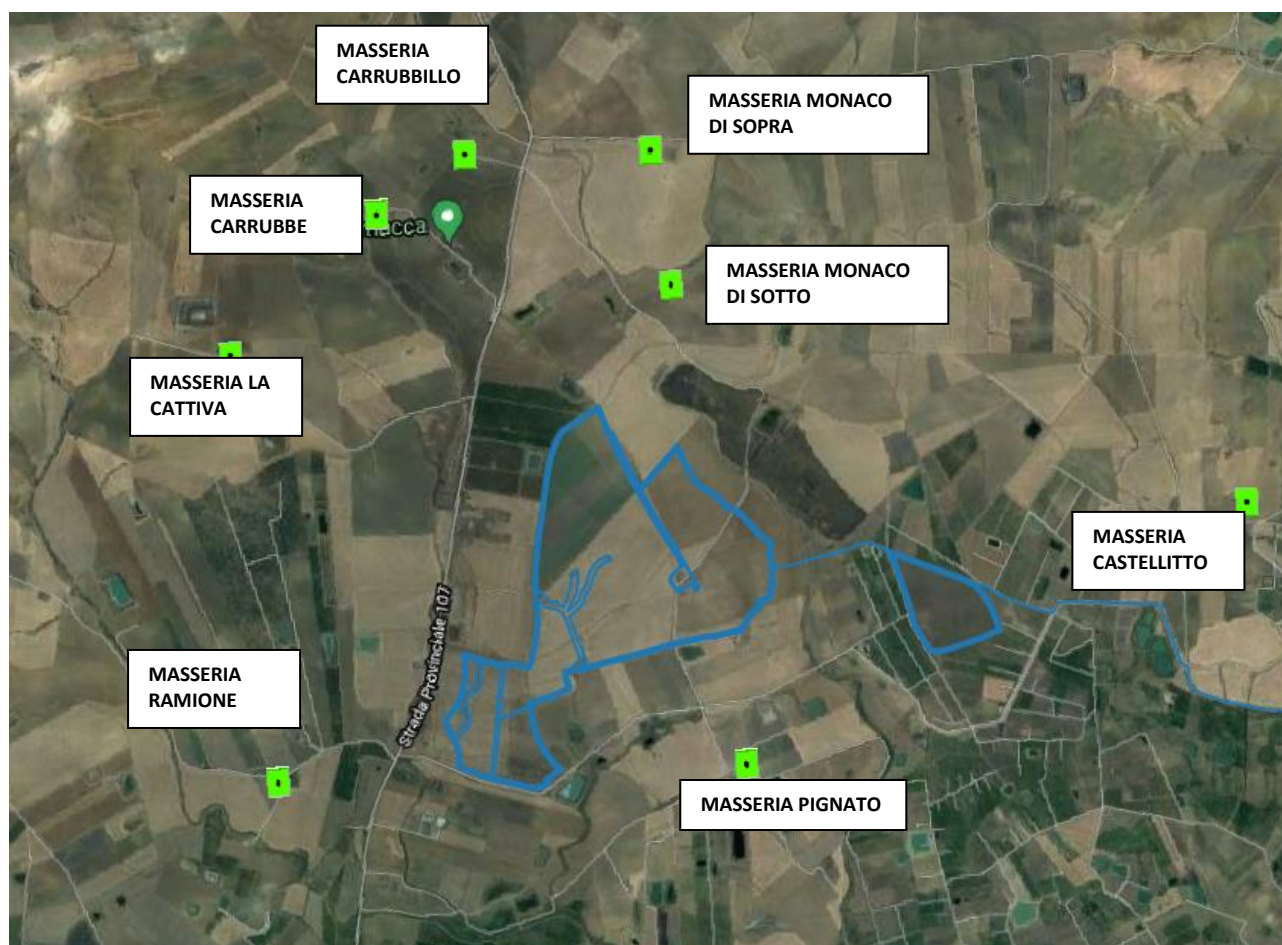 MASSERIA
CARRUBBILLO
MASSERIA MONACO
DI SOPRA
MASSERIA
CARRUBBE
MASSERIA MONACO
DI SOTTO
MASSERIA LA
CATTIVA
MASSERIA
CASTELLITTO
Strada Provinciale 107
MASSERIA
RAMIONE
MASSERIA PIGNATO